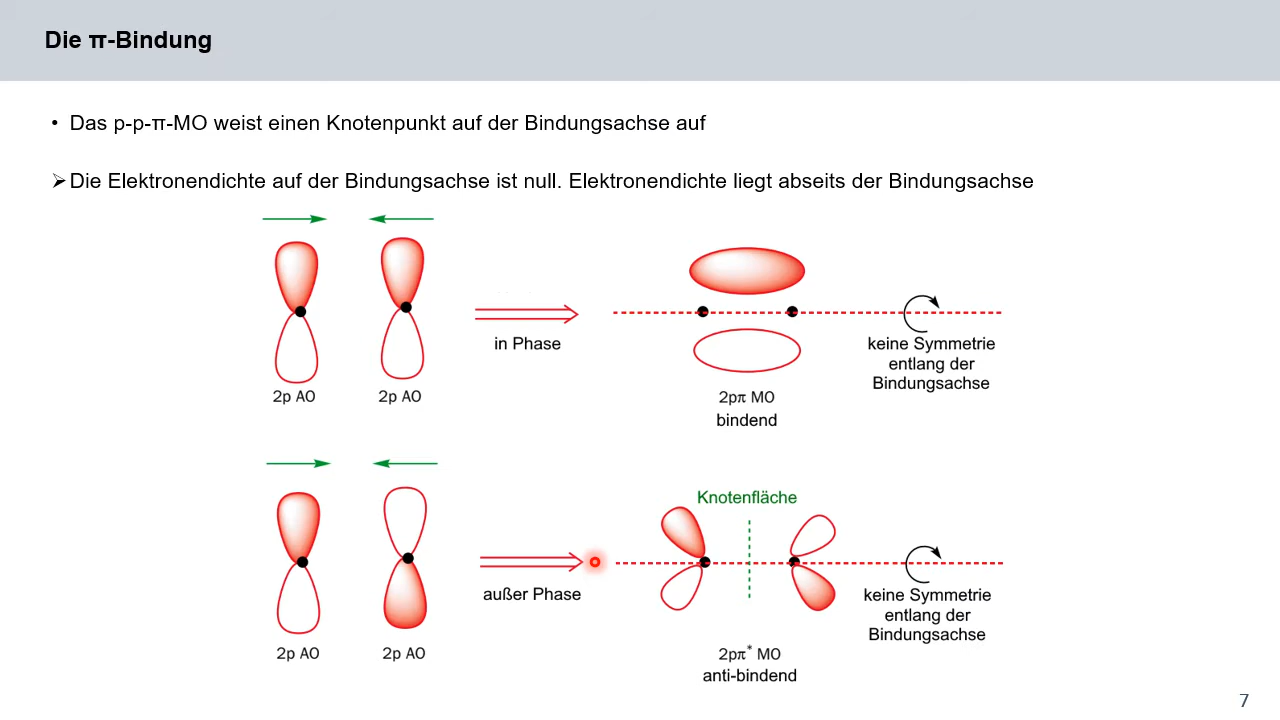 Die π-Bindung
• Das p-p-π-MO weist einen Knotenpunkt auf der Bindungsachse auf
➢ Die Elektronendichte auf der Bindungsachse ist null. Elektronendichte liegt abseits der Bindungsachse
in Phase
keine Symmetrie
entlang der
Bindungsachse
2p AO
2p AO
2pπ MO
bindend
Knotenfläche
außer Phase
keine Symmetrie
entlang der
Bindungsachse
2p AO
2p AO
2pπ* MO
anti-bindend
7